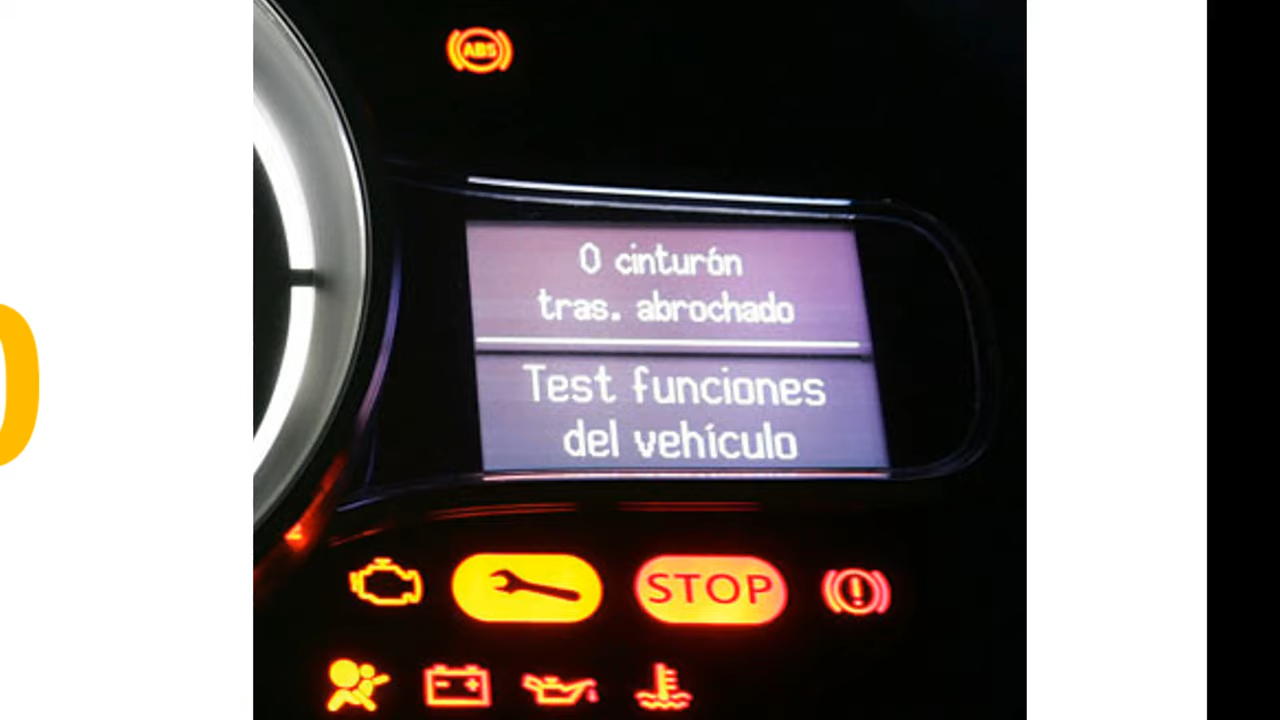 ABS
0 cinturón
tras. abrochado
Test funciones
del vehículo
STOP